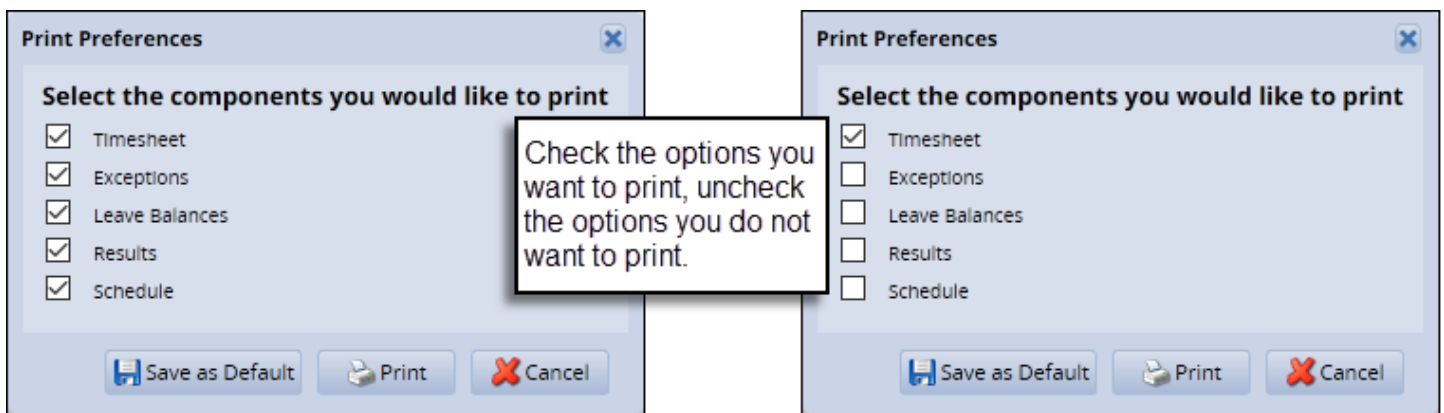 Print Preferences
Select the components you would like to print
Timesheet
Exceptions
Leave Balances
Results
Schedule
Save as Default
Print
Cancel
Check the options you
want to print, uncheck
the options you do not
want to print.
Print Preferences
Select the components you would like to print
Timesheet
Exceptions
Leave Balances
Results
Schedule
Save as Default
Print
Cancel